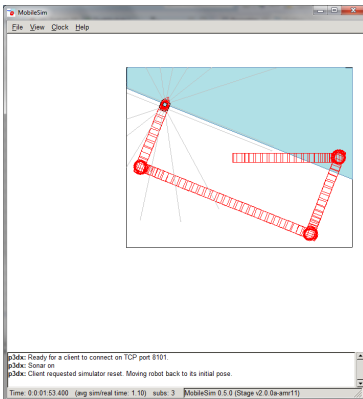 MobileSim
File View Clock Help
p3dx: Ready for a client to connect on TCP port 8101.
p3dx: Sonar on
p3dx: Client requested simulator reset. Moving robot back to its initial pose.
Time: 0:0:01:53.400 (avg sim/real time: 1.10) subs: 3 MobileSim 0.5.0 (Stage v2.0.0a-amr11)